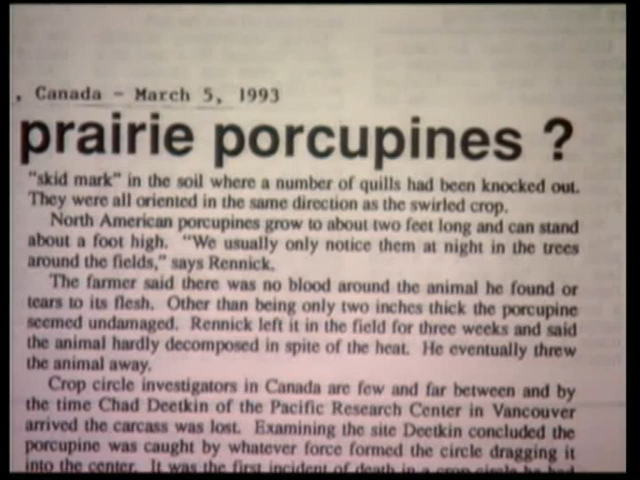 , Canada - March 5, 1993
prairie porcupines ?
"skid mark" in the soil where a number of quills had been knocked out.
They were all oriented in the same direction as the swirled crop.
North American porcupines grow to about two feet long and can stand
about a foot high. "We usually only notice them at night in the trees
around the fields," says Rennick.
The farmer said there was no blood around the animal he found or
tears to its flesh. Other than being only two inches thick the porcupine
seemed undamaged. Rennick left it in the field for three weeks and said
the animal hardly decomposed in spite of the heat. He eventually threw
the animal away.
Crop circle investigators in Canada are few and far between and by
the time Chad Deetkin of the Pacific Research Center in Vancouver
arrived the carcass was lost. Examining the site Deetkin concluded the
porcupine was caught by whatever force formed the circle dragging it
into the center. It was the first incident of death in a crop circle he had